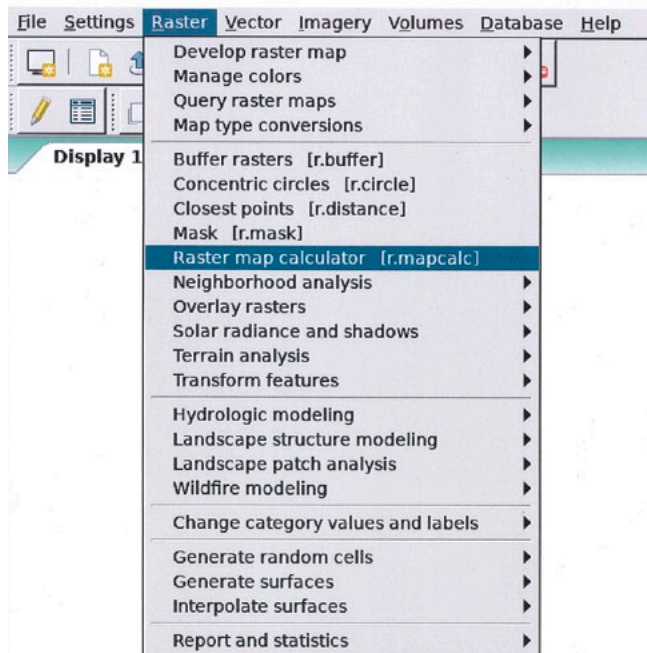 File Settings Raster Vector Imagery Volumes Database Help
Develop raster map
Manage colors
Query raster maps
Map type conversions
Display 1
Buffer rasters [r.buffer]
Concentric circles [r.circle]
Closest points [r.distance]
Mask [r.mask]
Raster map calculator [r.mapcalc]
Neighborhood analysis
Overlay rasters
Solar radiance and shadows
Terrain analysis
Transform features
Hydrologic modeling
Landscape structure modeling
Landscape patch analysis
Wildfire modeling
Change category values and labels
Generate random cells
Generate surfaces
Interpolate surfaces
Report and statistics